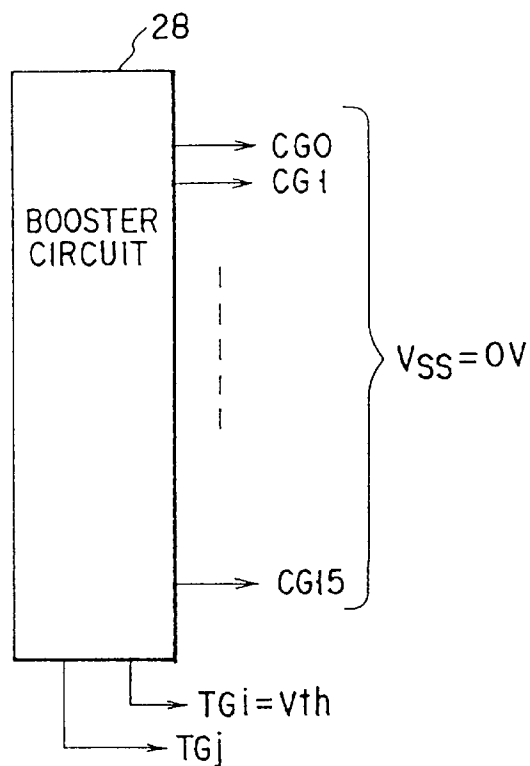 28
CG0
CG1
BOOSTER
CIRCUIT
VSS=0V
CG15
TGi=Vth
TGj